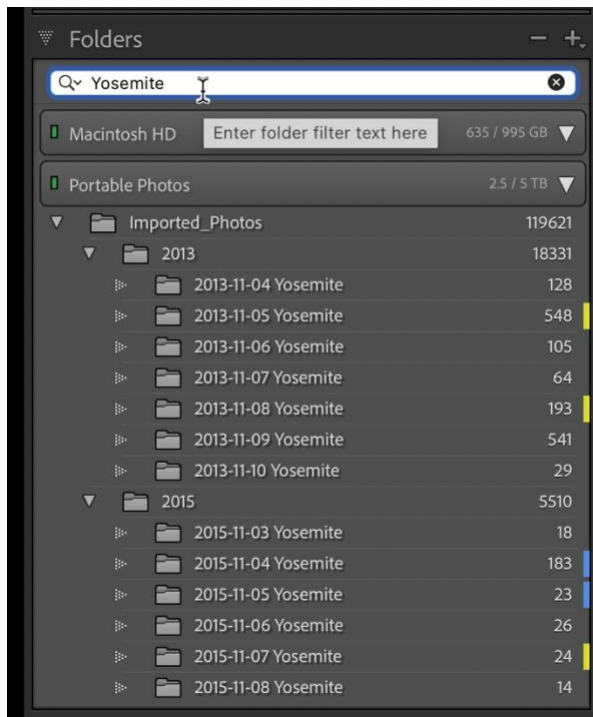 Folders
Yosemite
Macintosh HD Enter folder filter text here 635 / 995 GB
Portable Photos 2.5 / 5 TB
Imported_Photos 119621
2013 18331
2013-11-04 Yosemite 128
2013-11-05 Yosemite 548
2013-11-06 Yosemite 105
2013-11-07 Yosemite 64
2013-11-08 Yosemite 193
2013-11-09 Yosemite 541
2013-11-10 Yosemite 29
2015 5510
2015-11-03 Yosemite 18
2015-11-04 Yosemite 183
2015-11-05 Yosemite 23
2015-11-06 Yosemite 26
2015-11-07 Yosemite 24
2015-11-08 Yosemite 14